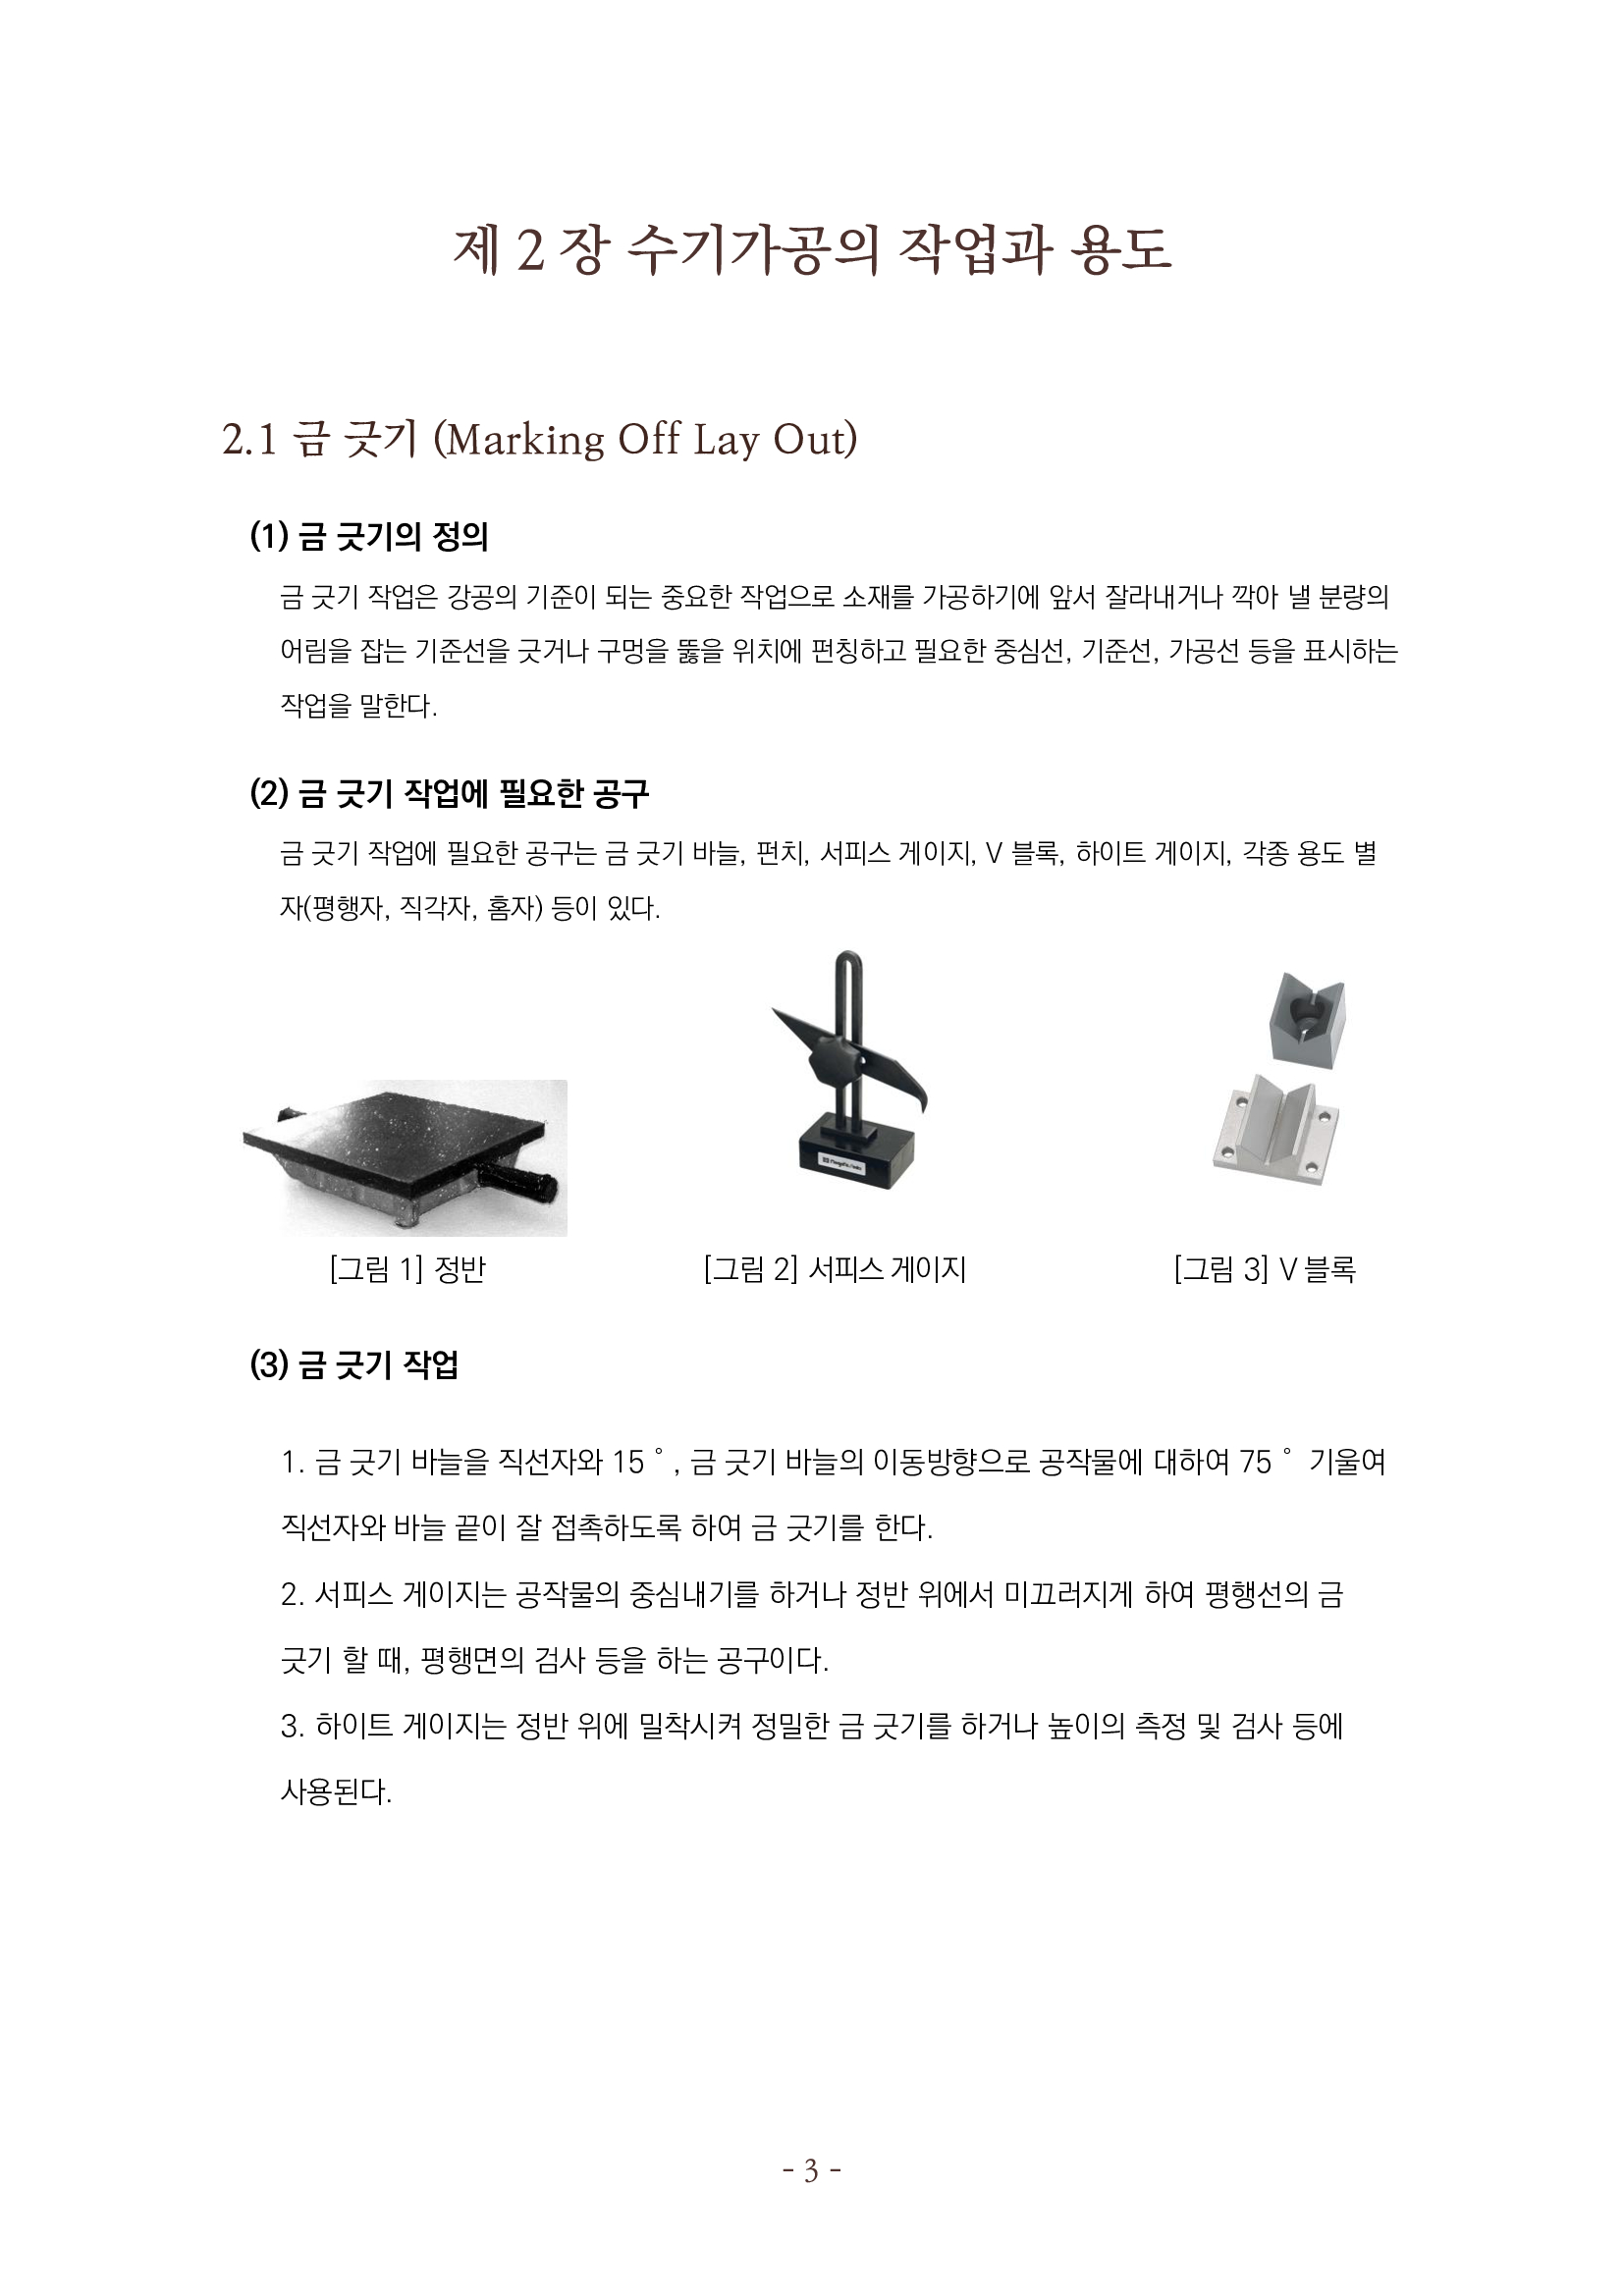 제 2 장 수기가공의 작업과 용도
2.1 금 긋기 (Marking Off Lay Out)
(1) 금 긋기의 정의
금 긋기 작업은 강공의 기준이 되는 중요한 작업으로 소재를 가공하기에 앞서 잘라내거나 깍아 낼 분량의
어림을 잡는 기준선을 긋거나 구멍을 뚫을 위치에 펀칭하고 필요한 중심선, 기준선, 가공선 등을 표시하는
작업을 말한다.
(2) 금 긋기 작업에 필요한 공구
금 긋기 작업에 필요한 공구는 금 긋기 바늘, 펀치, 서피스 게이지, V 블록, 하이트 게이지, 각종 용도 별
자(평행자, 직각자, 홈자) 등이 있다.
[그림 1] 정반
[그림 2] 서피스 게이지
[그림 3] V 블록
(3) 금 긋기 작업
1. 금 긋기 바늘을 직선자와 15 ˚ , 금 긋기 바늘의 이동방향으로 공작물에 대하여 75 ˚ 기울여
직선자와 바늘 끝이 잘 접촉하도록 하여 금 긋기를 한다.
2. 서피스 게이지는 공작물의 중심내기를 하거나 정반 위에서 미끄러지게 하여 평행선의 금
긋기 할 때, 평행면의 검사 등을 하는 공구이다.
3. 하이트 게이지는 정반 위에 밀착시켜 정밀한 금 긋기를 하거나 높이의 측정 및 검사 등에
사용된다.
- 3 -